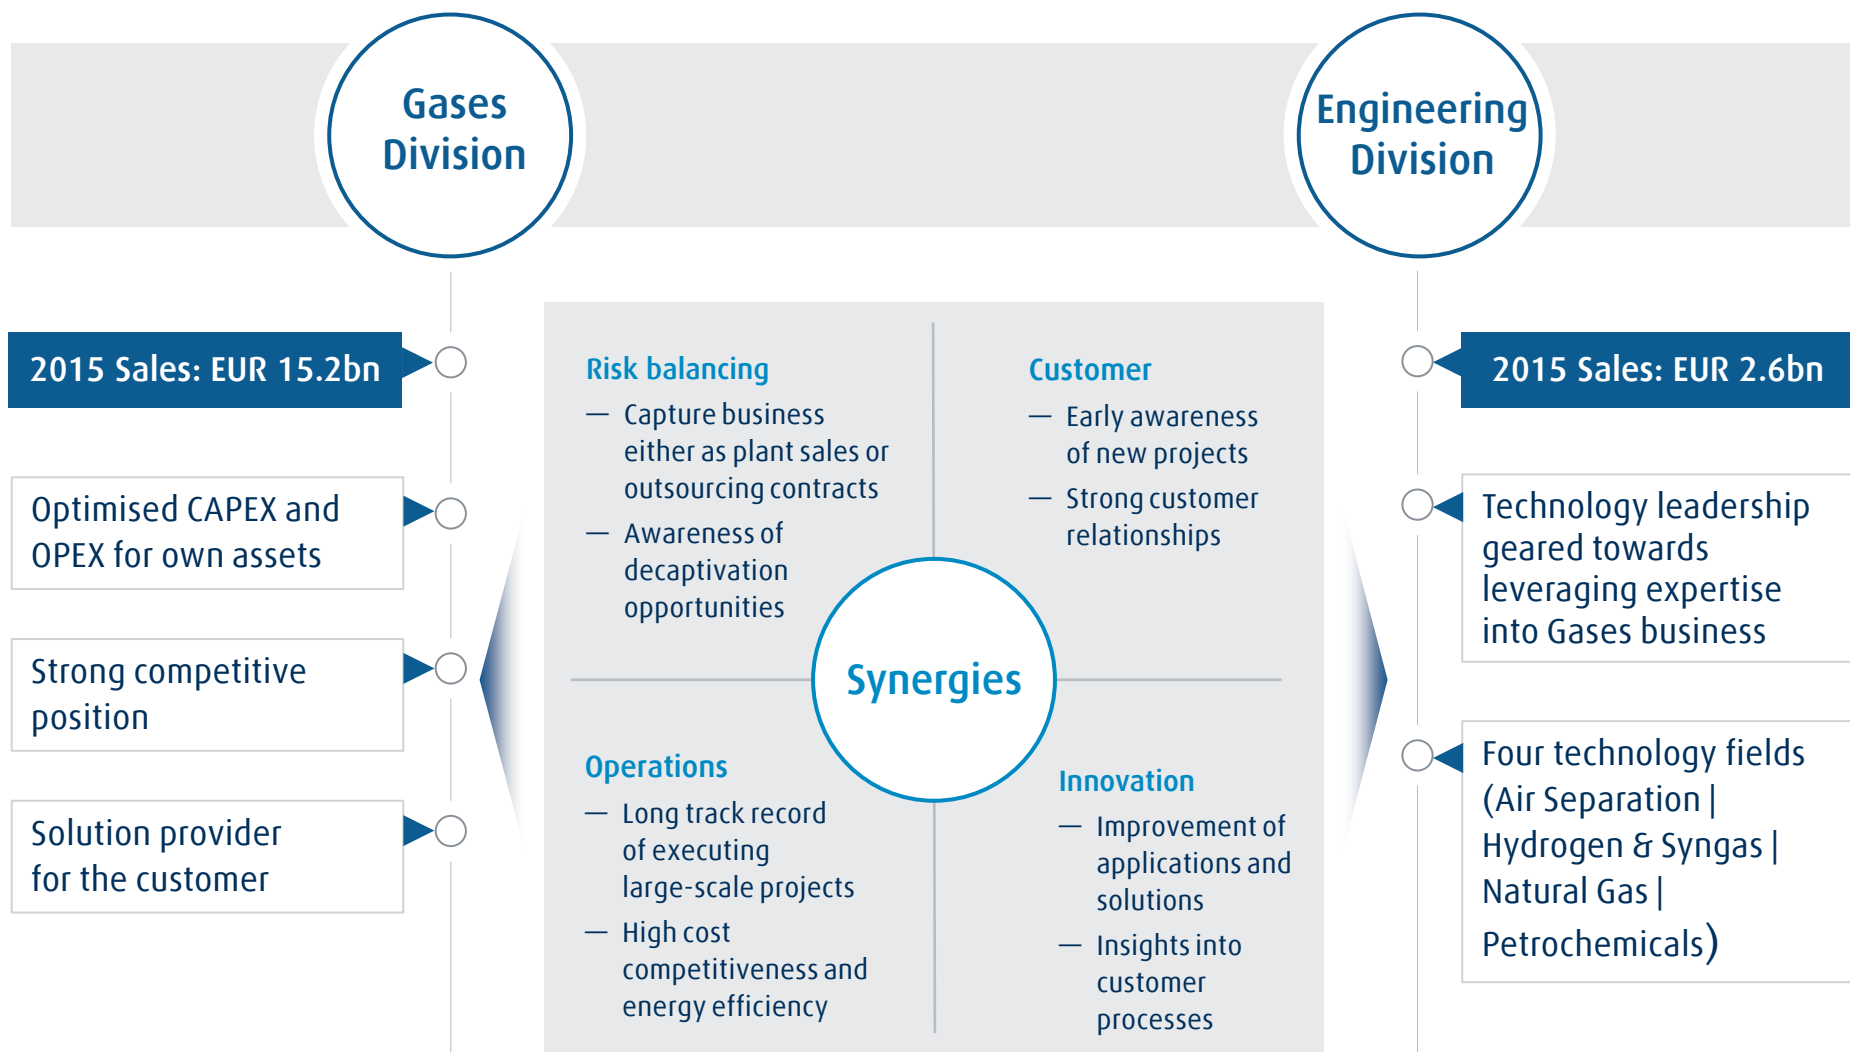 Gases
Division
Engineering
Division
2015 Sales: EUR 15.2bn
Optimised CAPEX and
OPEX for own assets
Strong competitive
position
Solution provider
for the customer
Risk balancing
— Capture business
either as plant sales or
outsourcing contracts
— Awareness of
decaptivation
opportunities
Customer
— Early awareness
of new projects
— Strong customer
relationships
Synergies
Operations
— Long track record
of executing
large-scale projects
— High cost
competitiveness and
energy efficiency
Innovation
— Improvement of
applications and
solutions
— Insights into
customer
processes
2015 Sales: EUR 2.6bn
Technology leadership
geared towards
leveraging expertise
into Gases business
Four technology fields
(Air Separation |
Hydrogen & Syngas |
Natural Gas |
Petrochemicals)